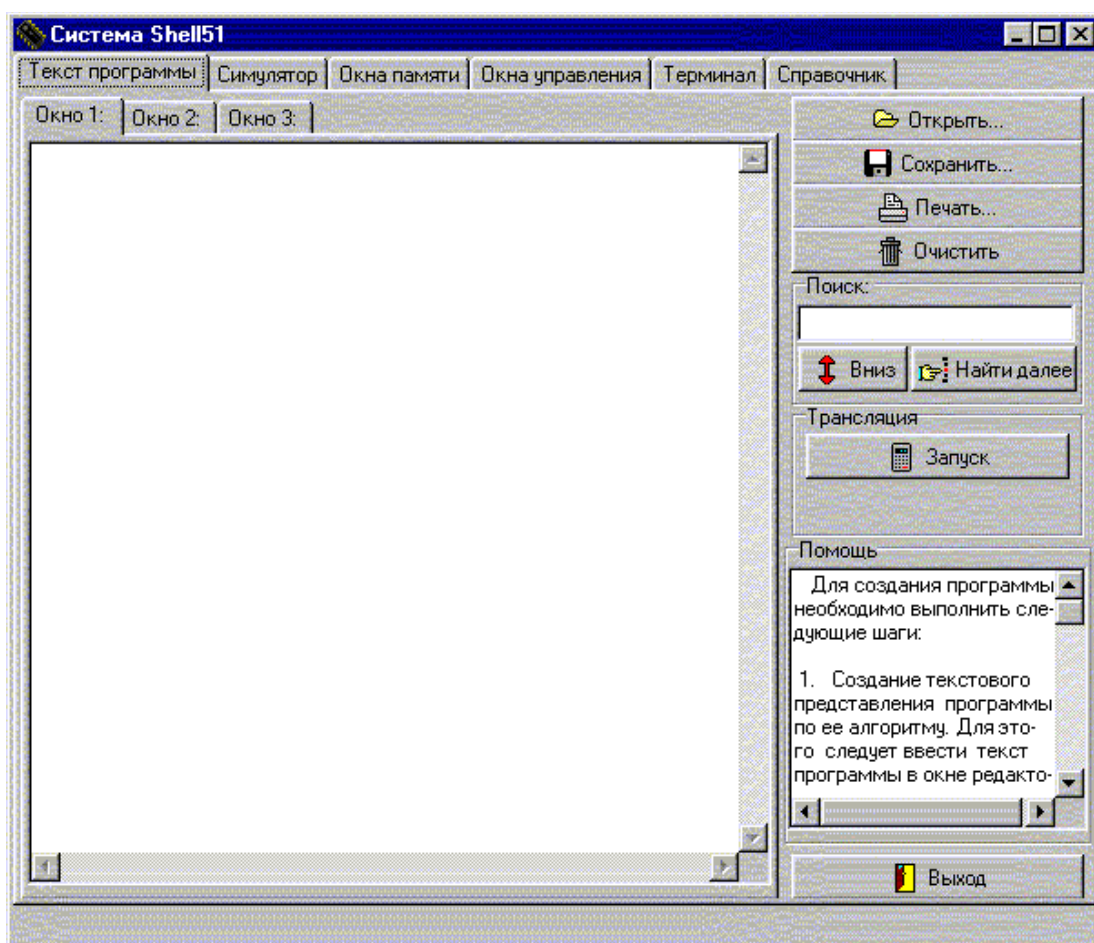 Система Shell51
Текст программы Симулятор Окна памяти Окна управления Терминал Справочник
Окно 1: Окно 2: Окно 3:
Открыть...
Сохранить...
Печать...
Очистить
Поиск:
Вниз Найти далее
Трансляция
Запуск
Помощь
Для создания программы
необходимо выполнить сле-
дующие шаги:
1. Создание текстового
представления программы
по ее алгоритму. Для это-
го следует ввести текст
программы в окне редакто-
Выход